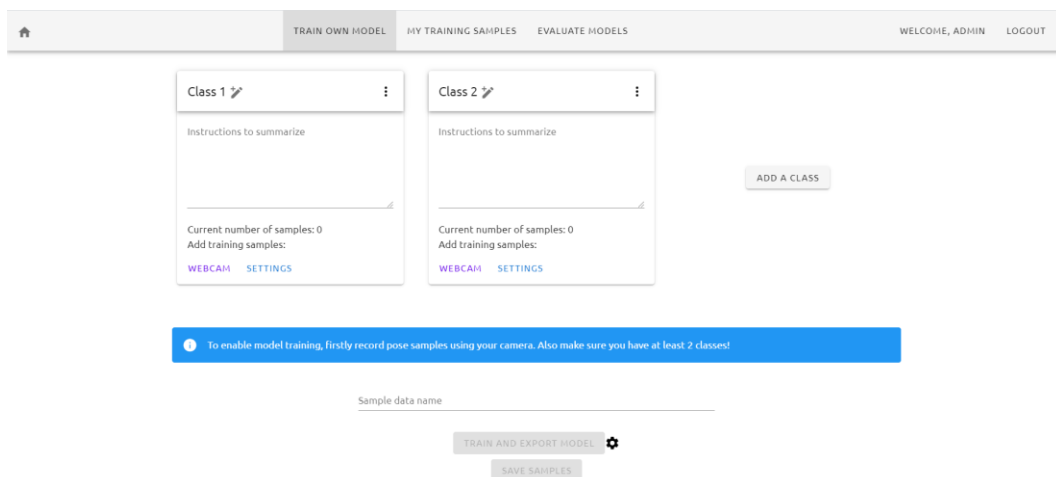 TRAIN OWN MODEL MY TRAINING SAMPLES EVALUATE MODELS WELCOME, ADMIN LOGOUT
Class 1
Instructions to summarize
Current number of samples: 0
Add training samples:
WEBCAM SETTINGS
Class 2
Instructions to summarize
Current number of samples: 0
Add training samples:
WEBCAM SETTINGS
ADD A CLASS
To enable model training, firstly record pose samples using your camera. Also make sure you have at least 2 classes!
Sample data name
TRAIN AND EXPORT MODEL
SAVE SAMPLES